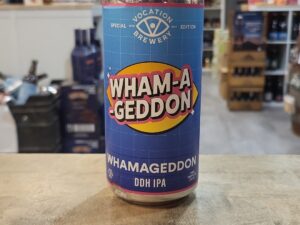 SPECIAL
VOCATION
BREWERY
EDITION
WHAM-A
-GEDDON
WHAMAGEDDON
DDH IPA